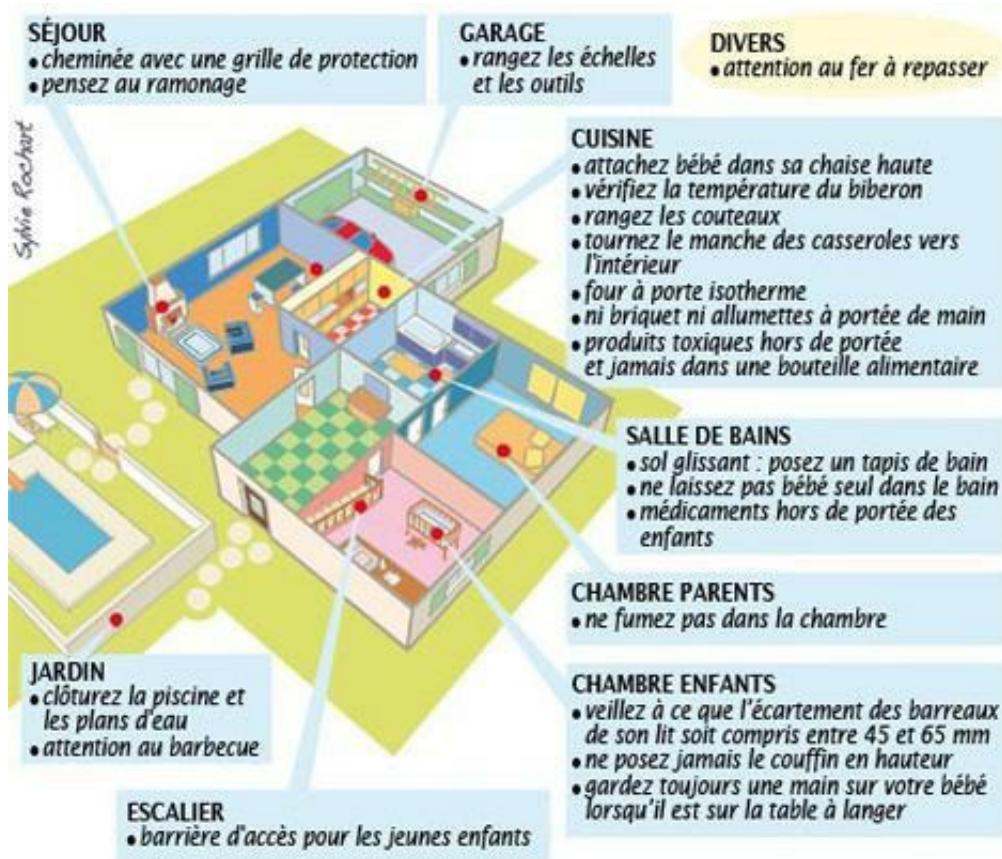 SÉJOUR
• cheminée avec une grille de protection
• pensez au ramonage
GARAGE
• rangez les échelles
et les outils
DIVERS
• attention au fer à repasser
Sylvie Rochart
CUISINE
• attachez bébé dans sa chaise haute
• vérifiez la température du biberon
• rangez les couteaux
• tournez le manche des casseroles vers
l'intérieur
• four à porte isotherme
• ni briquet ni allumettes à portée de main
• produits toxiques hors de portée
et jamais dans une bouteille alimentaire
SALLE DE BAINS
• sol glissant : posez un tapis de bain
• ne laissez pas bébé seul dans le bain
• médicaments hors de portée des
enfants
CHAMBRE PARENTS
• ne fumez pas dans la chambre
JARDIN
• clôturez la piscine et
les plans d'eau
• attention au barbecue
CHAMBRE ENFANTS
• veillez à ce que l'écartement des barreaux
de son lit soit compris entre 45 et 65 mm
• ne posez jamais le couffin en hauteur
• gardez toujours une main sur votre bébé
lorsqu'il est sur la table à langer
ESCALIER
• barrière d'accès pour les jeunes enfants